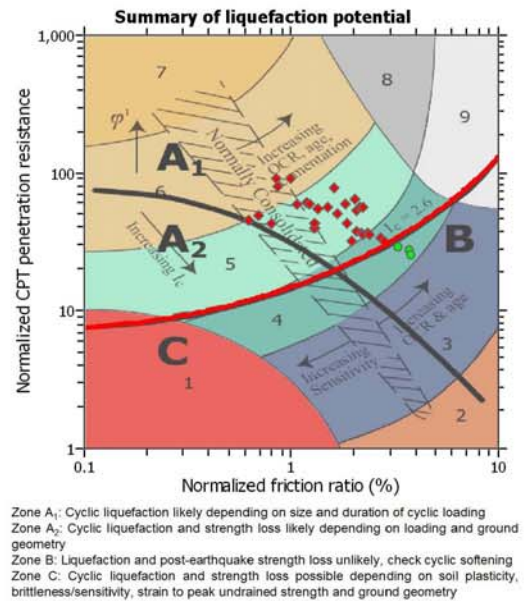 Summary of liquefaction potential
1,000
100
10
1
0.1
1
10
Normalized CPT penetration resistance
Normalized friction ratio (%)
7
8
9
φ'
Increasing
OCR, age,
cementation
Normally Consolidated
A1
6
A2
Increasing Ic
5
Ic = 2.6
B
4
Increasing
OCR & age
3
Increasing
Sensitivity
C
1
2
Zone A1: Cyclic liquefaction likely depending on size and duration of cyclic loading
Zone A2: Cyclic liquefaction and strength loss likely depending on loading and ground
geometry
Zone B: Liquefaction and post-earthquake strength loss unlikely, check cyclic softening
Zone C: Cyclic liquefaction and strength loss possible depending on soil plasticity,
brittleness/sensitivity, strain to peak undrained strength and ground geometry